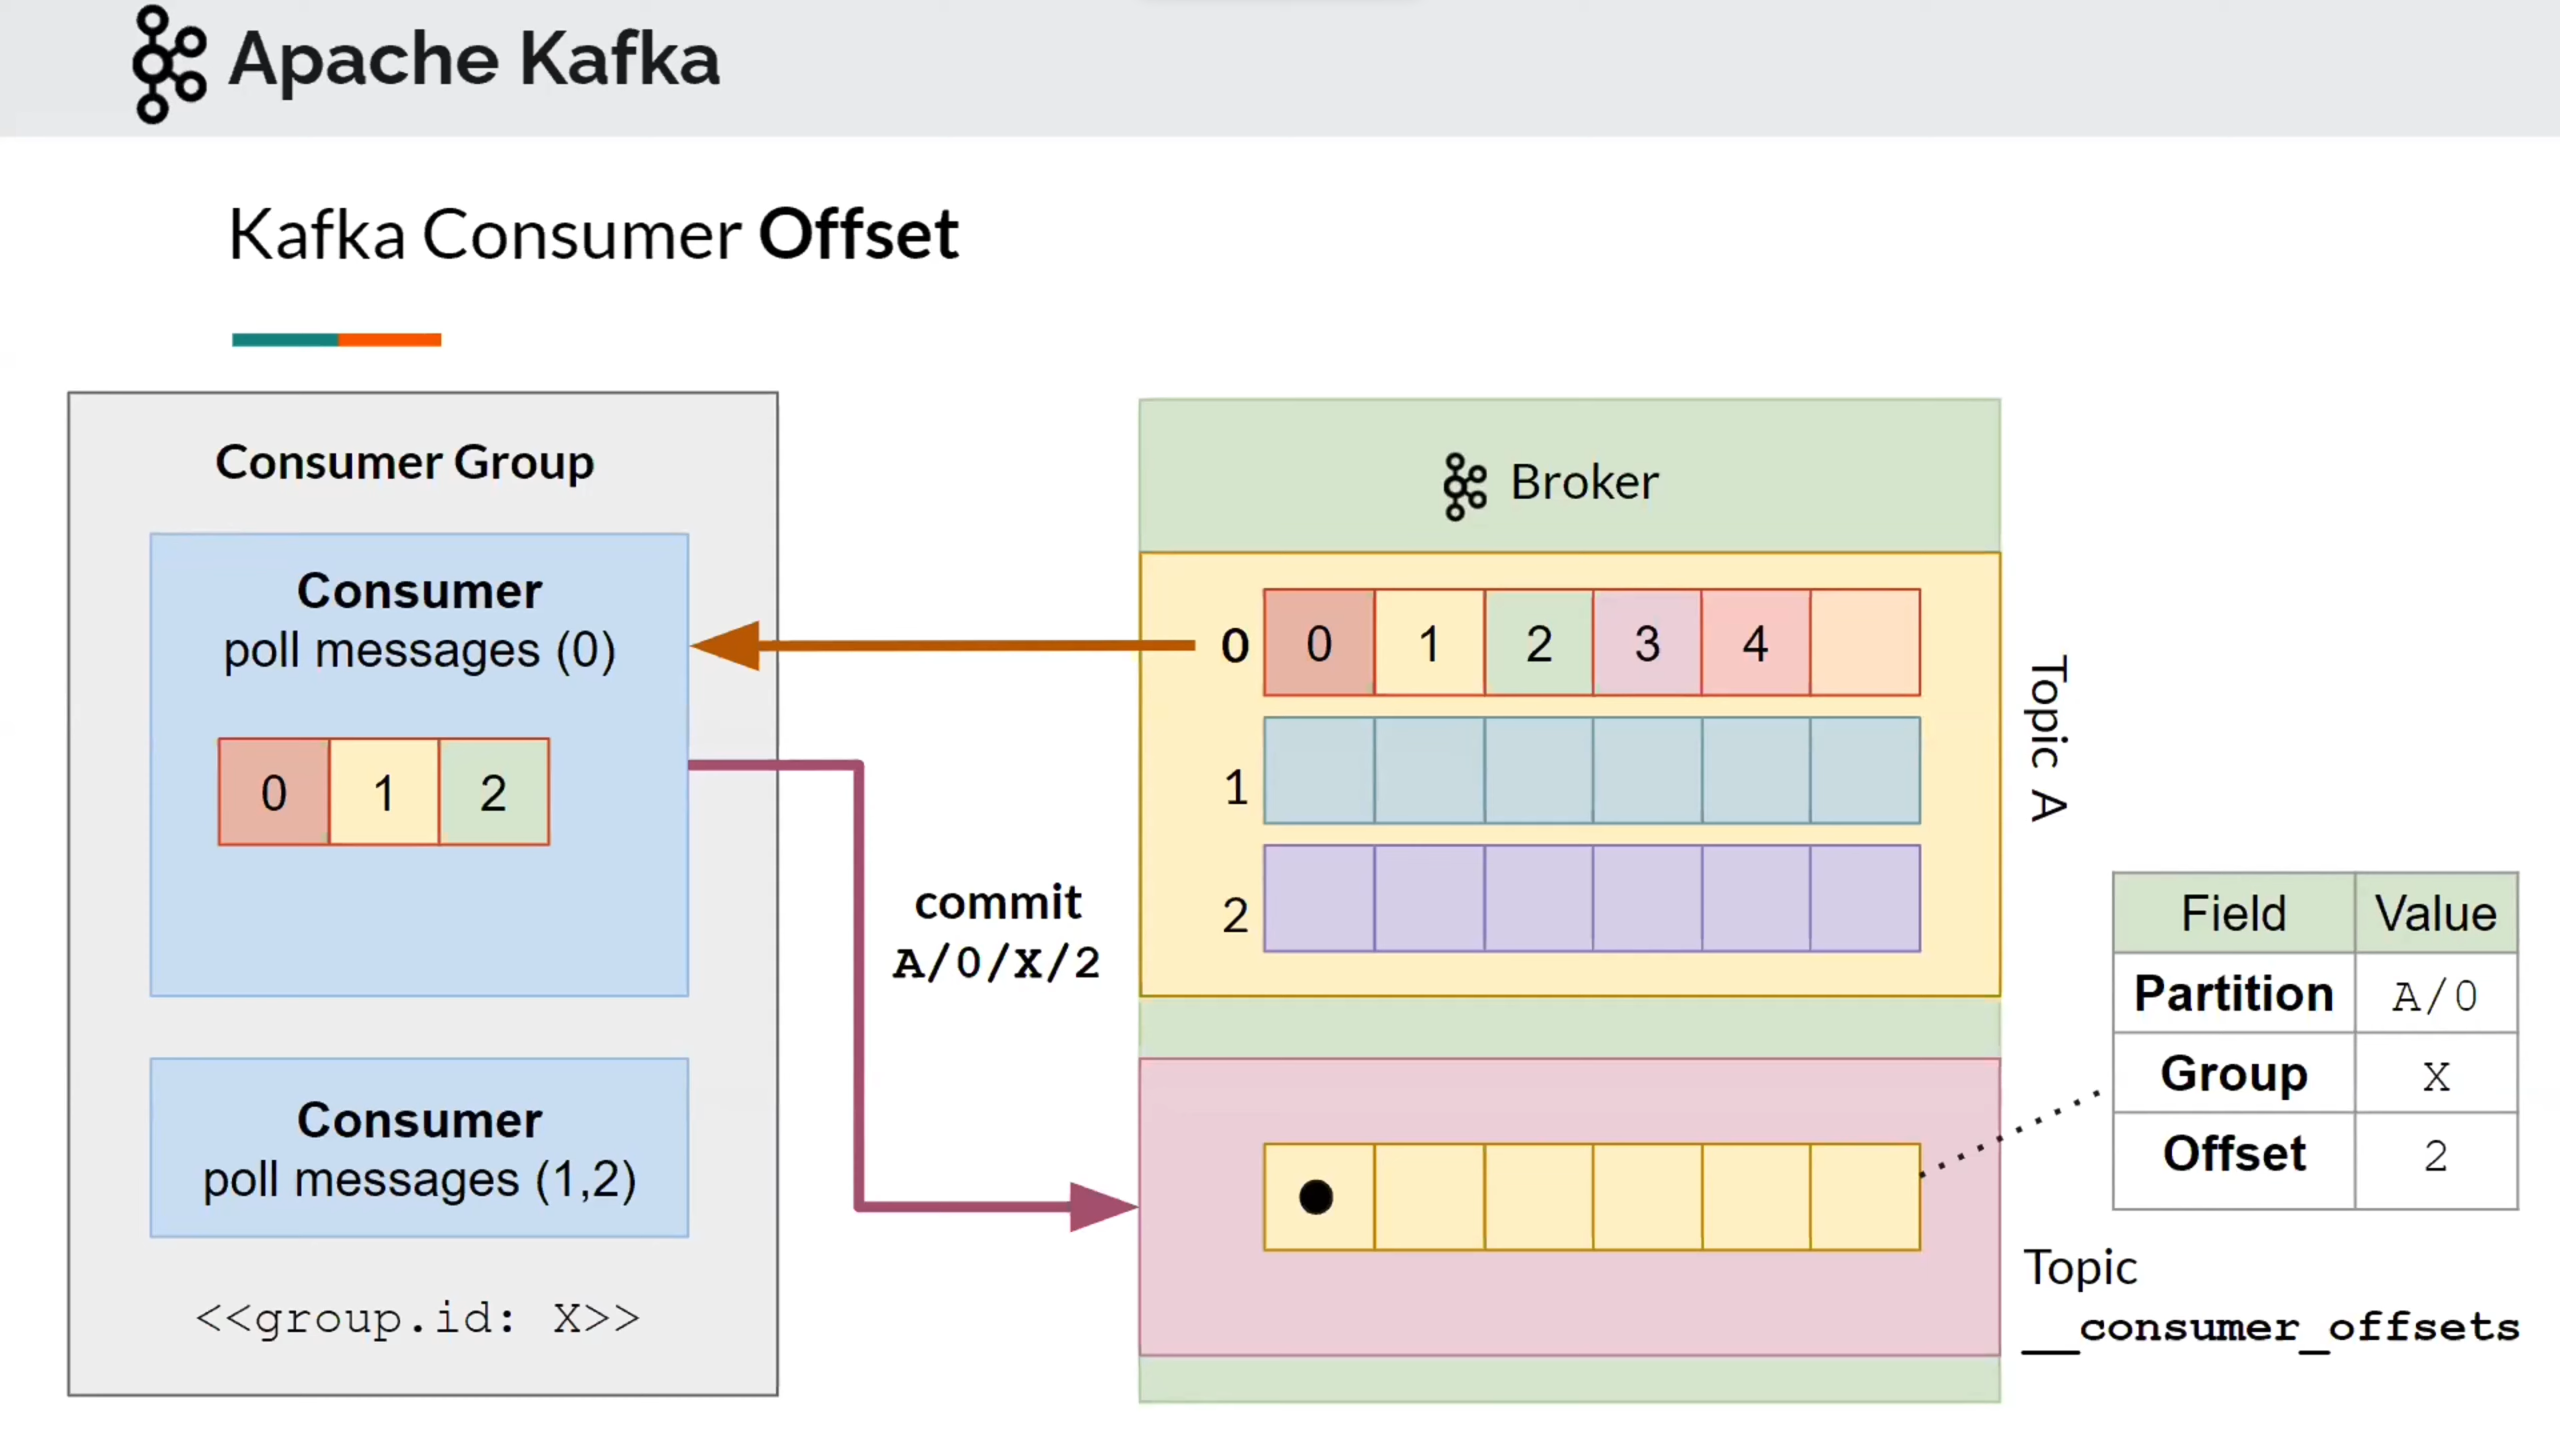 Apache Kafka
Kafka Consumer Offset
Consumer Group
Consumer
poll messages (0)
0 1 2
Consumer
poll messages (1,2)
<<group.id: X>>
commit
A/0/X/2
Broker
0 0 1 2 3 4
1
2
Topic A
Field Value
Partition A/0
Group X
Offset 2
Topic
__consumer_offsets